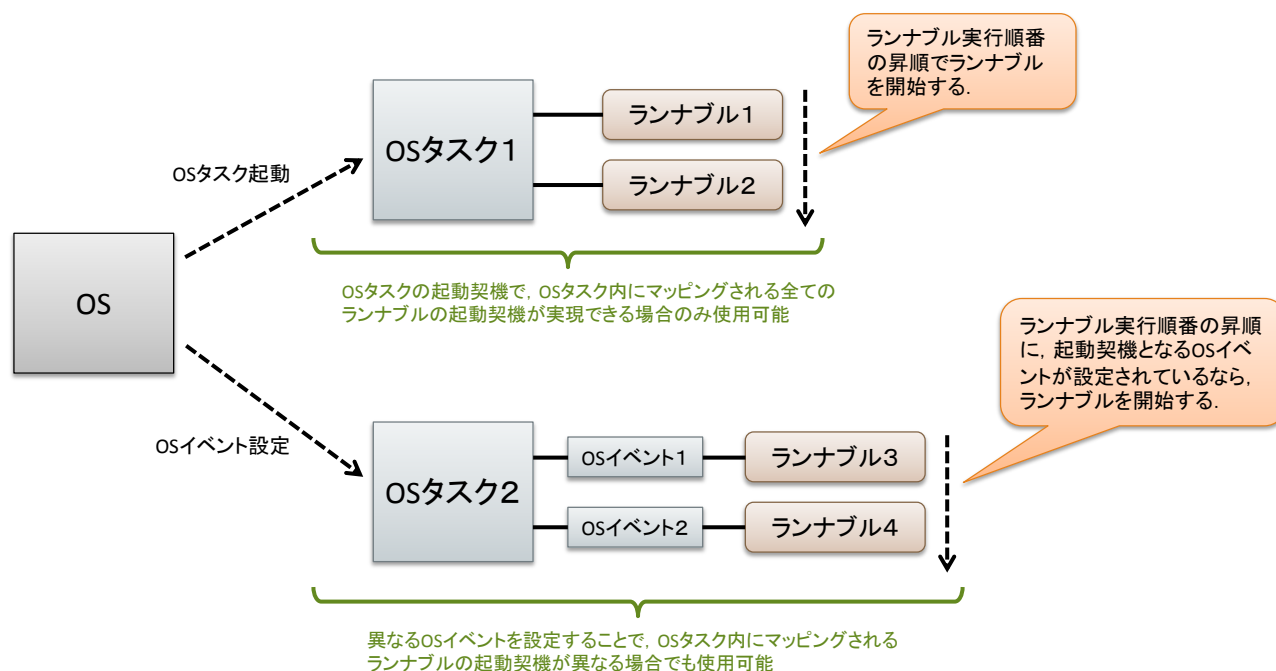 ランナブル実行順番
の昇順でランナブル
を開始する.
OSタスク1
ランナブル1
ランナブル2
OSタスク起動
OS
OSタスクの起動契機で, OSタスク内にマッピングされる全ての
ランナブルの起動契機が実現できる場合のみ使用可能
ランナブル実行順番の昇順
に, 起動契機となるOSイベ
ントが設定されているなら,
ランナブルを開始する.
OSイベント設定
OSタスク2
OSイベント1
ランナブル3
OSイベント2
ランナブル4
異なるOSイベントを設定することで, OSタスク内にマッピングされる
ランナブルの起動契機が異なる場合でも使用可能